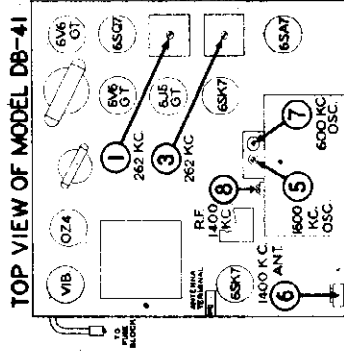 TOP VIEW OF MODEL DB-41
VIB.
OZ4
6V6
GT
6SQ7
6V6
GT
6J5
GT
6SK7
6SA7
1
262 KC.
3
262 KC.
8
R.F.
1400
KC
7
600 KC.
OSC.
5
1600
KC.
OSC.
6SK7
ANTENNA
TERMINAL
1400 KC.
ANT.
6
TO
FUSE
BLOCK